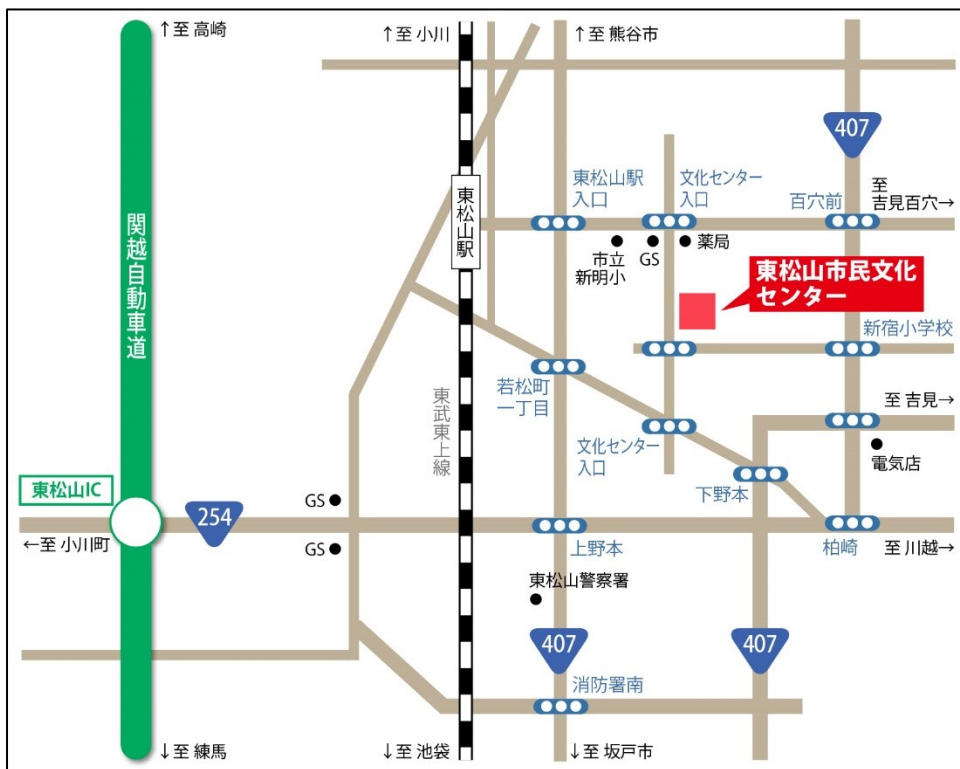 ↑至 高崎
↑至 小川
↑至 熊谷市
407
東松山駅
入口
文化センター
入口
百穴前
至
吉見百穴→
東松山駅
関越自動車道
市立
新明小
GS
薬局
東松山市民文化
センター
新宿小学校
若松町
一丁目
東武東上線
至 吉見→
文化センター
入口
電気店
下野本
東松山IC
GS
254
←至 小川町
GS
上野本
柏崎
至 川越→
東松山警察署
407
407
消防署南
↓至 練馬
↓至 池袋
↓至 坂戸市